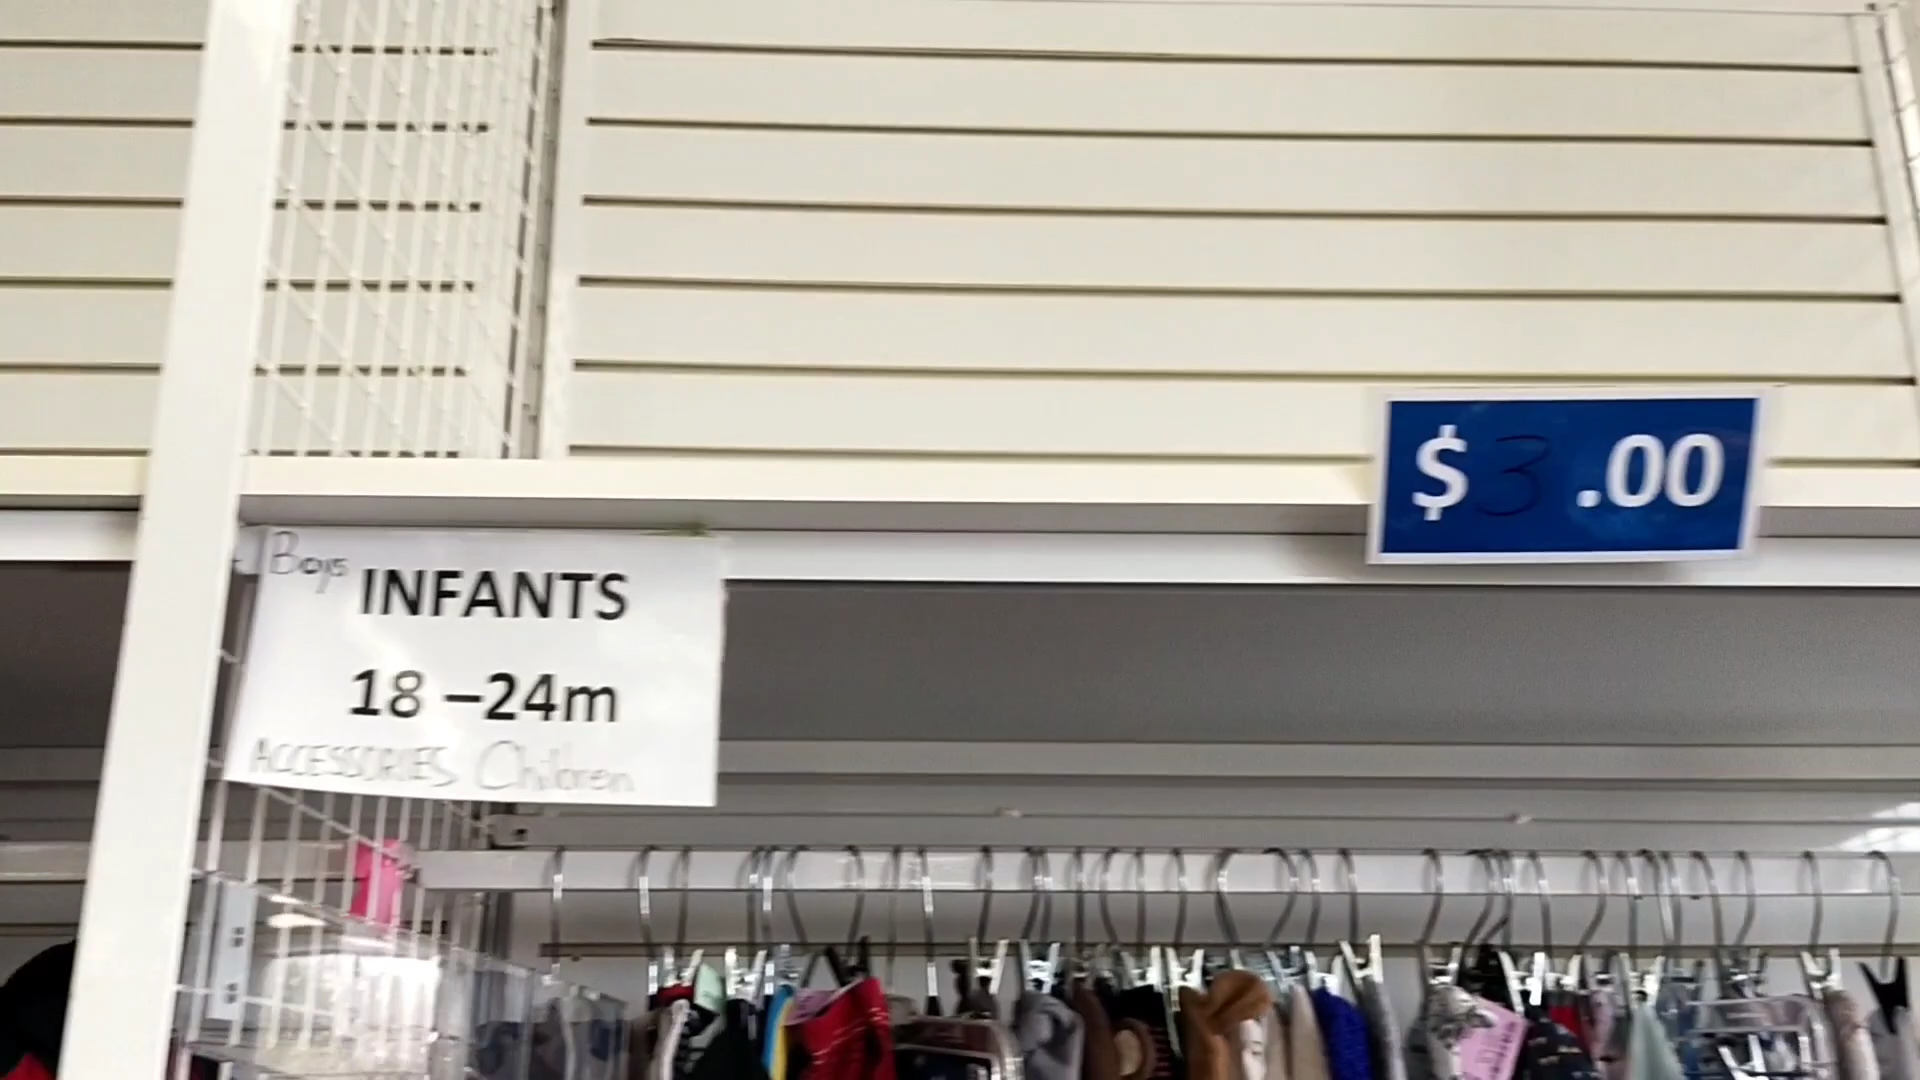 Boys
INFANTS
18 –24m
ACCESSORIES Children
$3.00